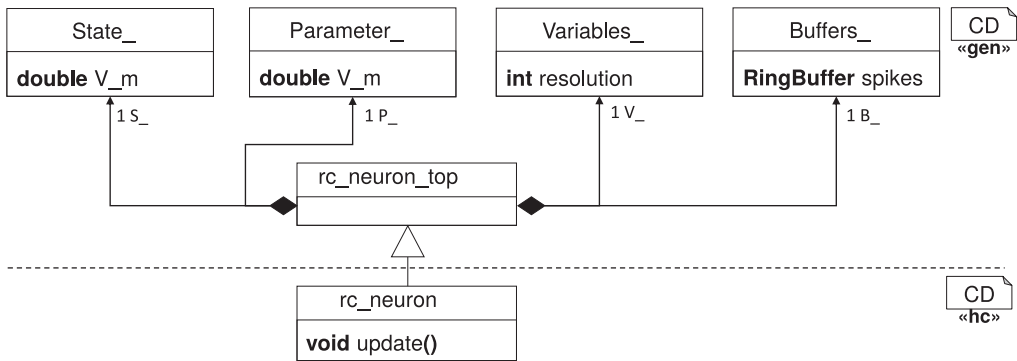 State_
double V_m
Parameter_
double V_m
Variables_
int resolution
Buffers_
RingBuffer spikes
CD
«gen»
1 S_
1 P_
1 V_
1 B_
rc_neuron_top
rc_neuron
void update()
CD
«hc»